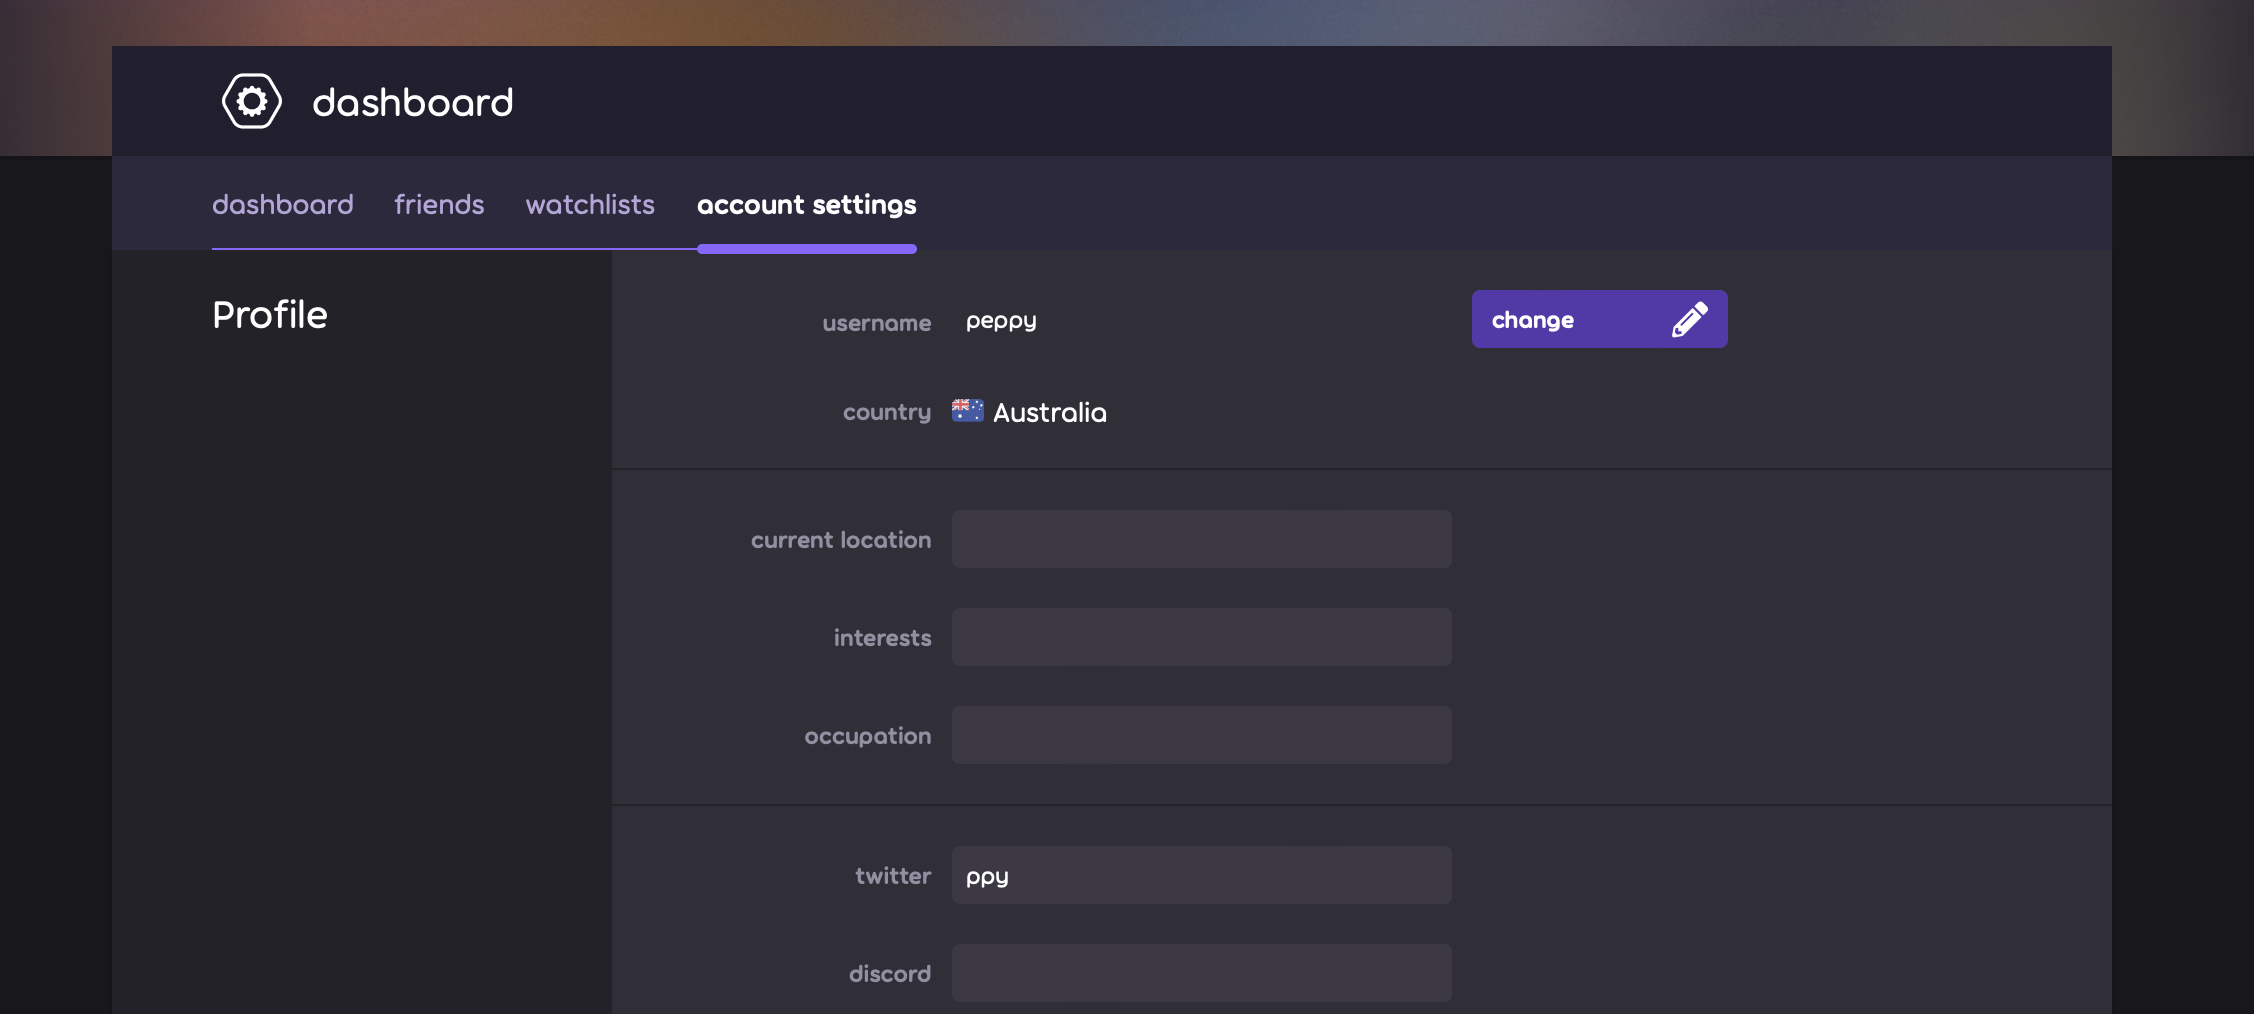 dashboard
dashboard friends watchlists account settings
Profile
username peppy change
country Australia
current location
interests
occupation
twitter ppy
discord